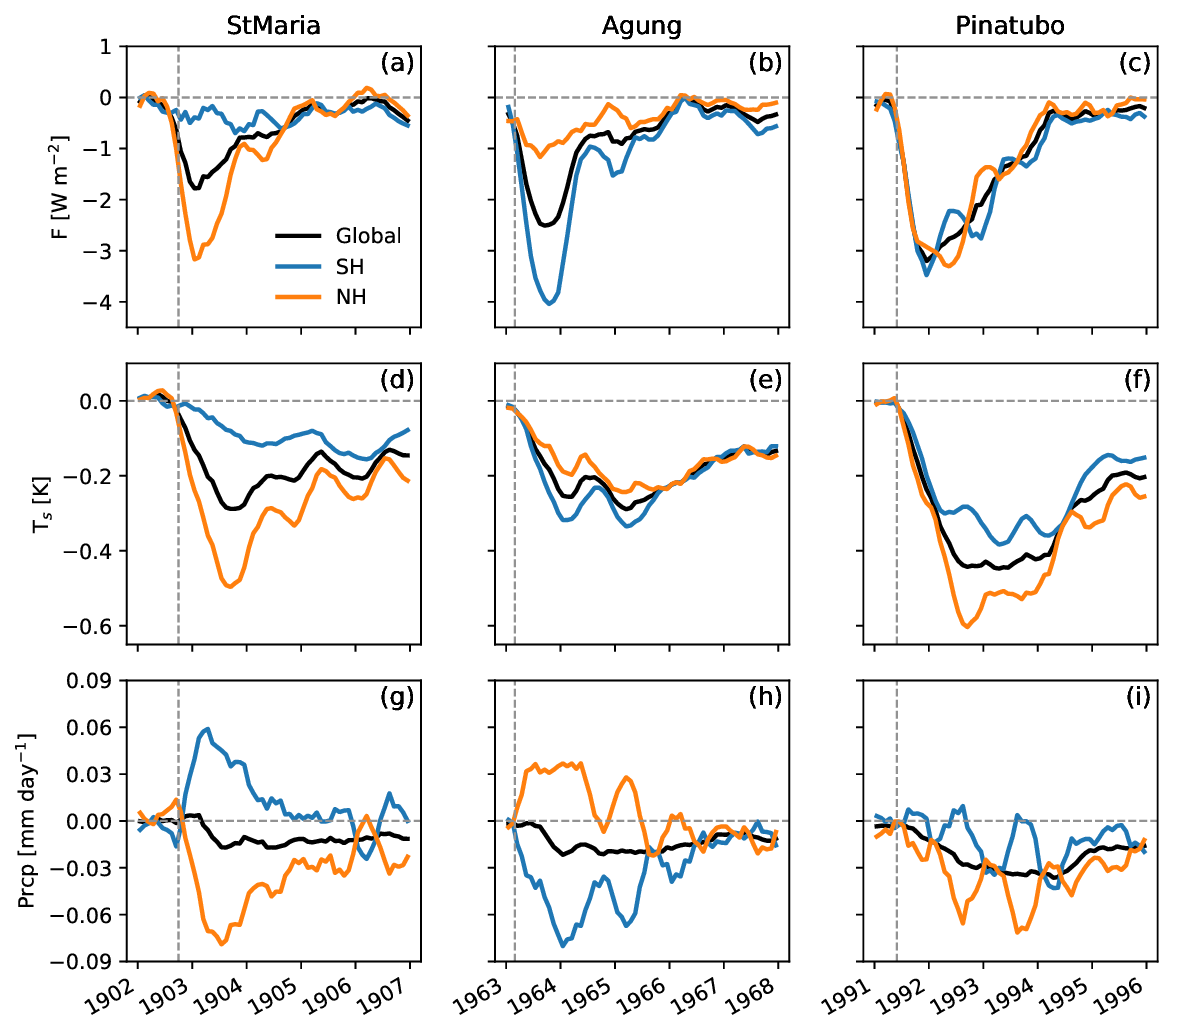 StMaria Agung Pinatubo
F [W m⁻²]
1
0
−1
−2
−3
−4
(a)
Global
SH
NH
(b)
(c)
Tₛ [K]
0.0
−0.2
−0.4
−0.6
(d)
(e)
(f)
Prcp [mm day⁻¹]
0.09
0.06
0.03
0.00
−0.03
−0.06
−0.09
(g)
(h)
(i)
1902 1903 1904 1905 1906 1907
1963 1964 1965 1966 1967 1968
1991 1992 1993 1994 1995 1996